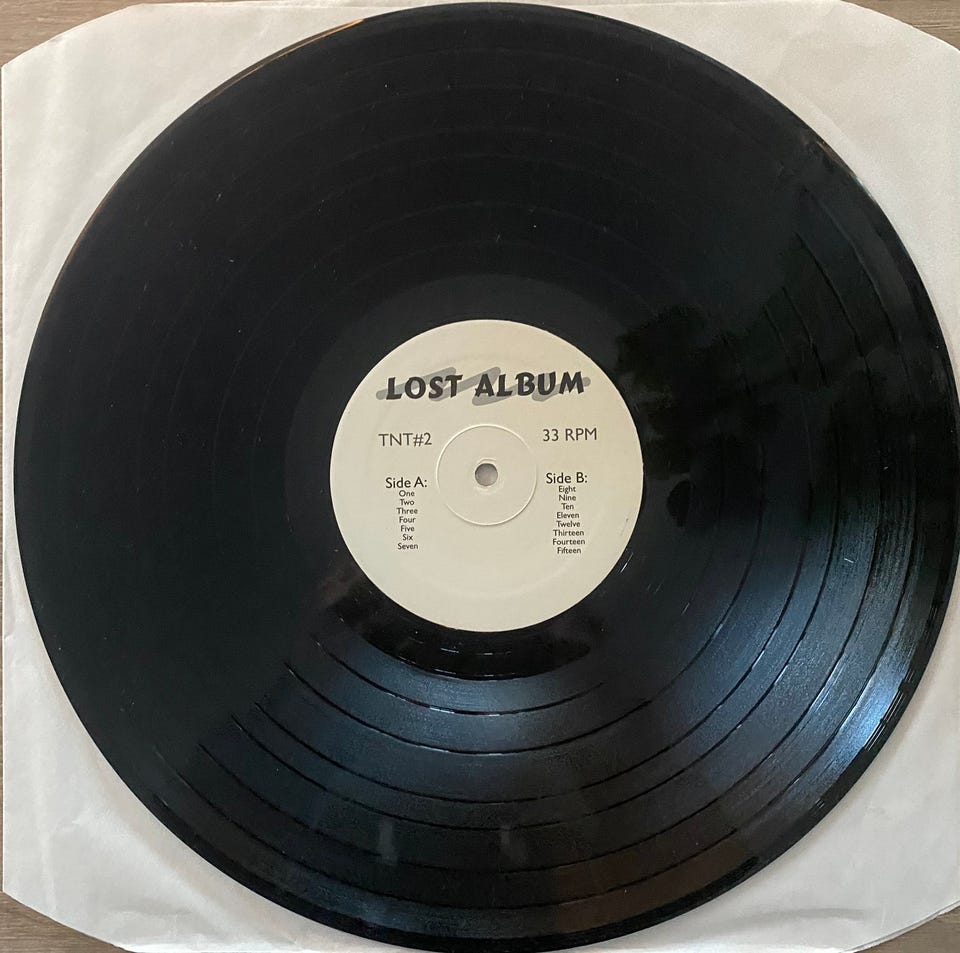 LOST ALBUM
TNT#2
33 RPM
Side A:
One
Two
Three
Four
Five
Six
Seven
Side B:
Eight
Nine
Ten
Eleven
Twelve
Thirteen
Fourteen
Fifteen